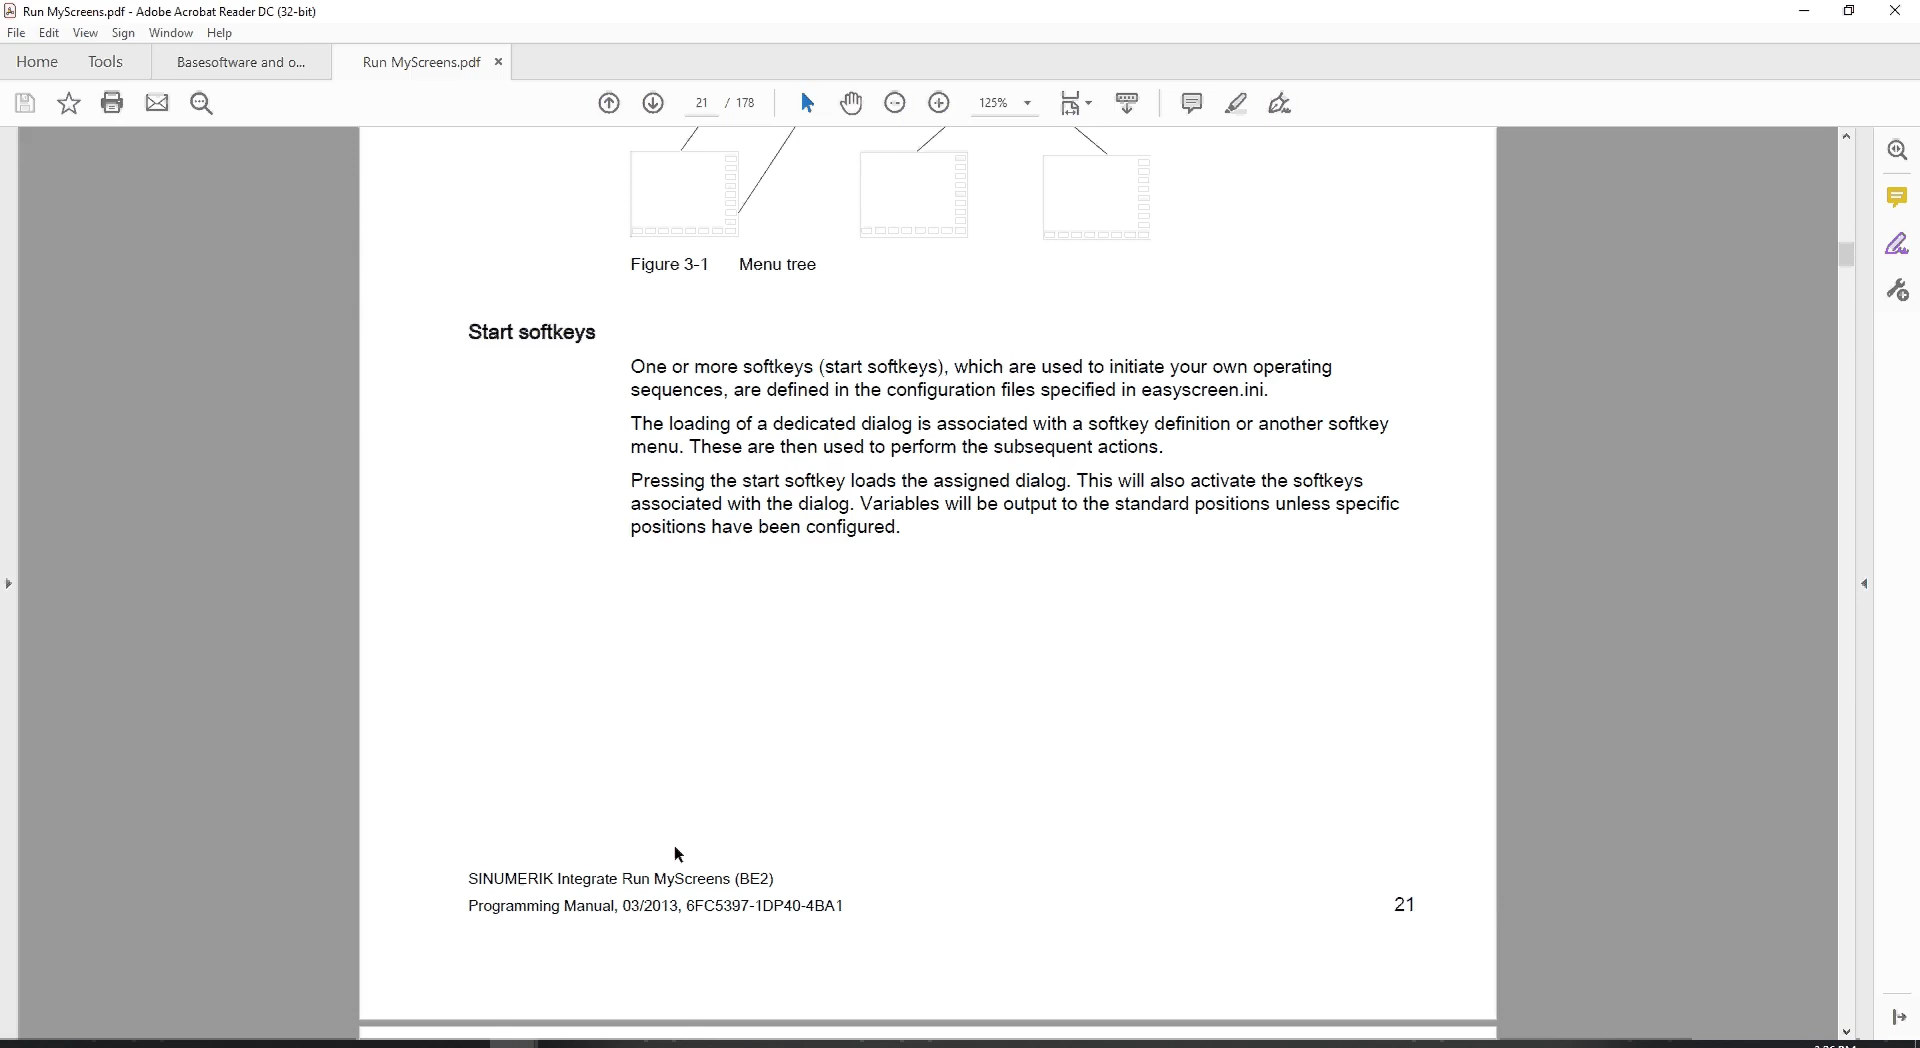 Run MyScreens.pdf - Adobe Acrobat Reader DC (32-bit)
File Edit View Sign Window Help
Home Tools Basesoftware and o... Run MyScreens.pdf
21 / 178 125%
Figure 3-1 Menu tree
Start softkeys
One or more softkeys (start softkeys), which are used to initiate your own operating
sequences, are defined in the configuration files specified in easyscreen.ini.
The loading of a dedicated dialog is associated with a softkey definition or another softkey
menu. These are then used to perform the subsequent actions.
Pressing the start softkey loads the assigned dialog. This will also activate the softkeys
associated with the dialog. Variables will be output to the standard positions unless specific
positions have been configured.
SINUMERIK Integrate Run MyScreens (BE2)
Programming Manual, 03/2013, 6FC5397-1DP40-4BA1
21